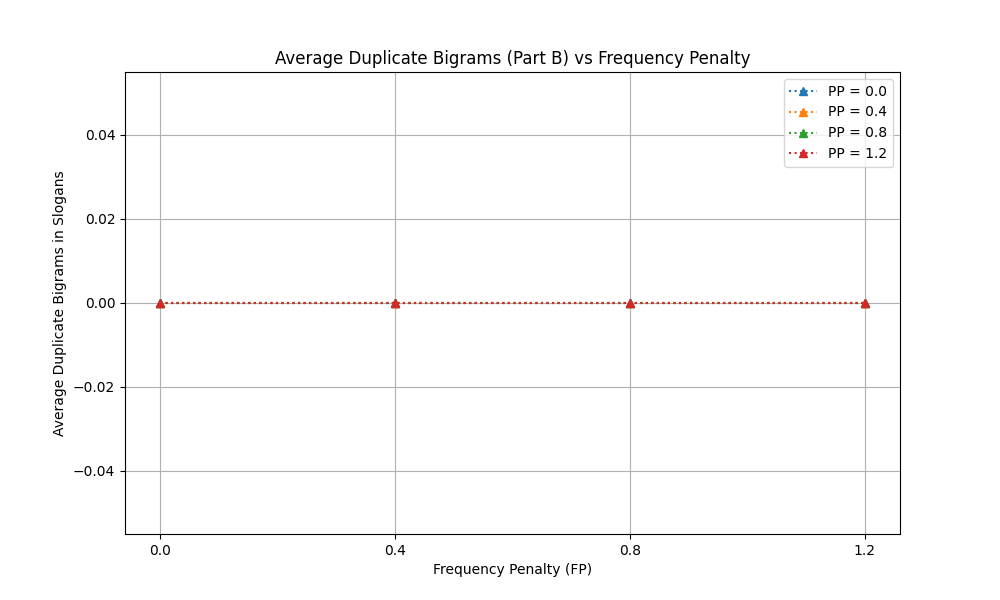 Average Duplicate Bigrams (Part B) vs Frequency Penalty
PP = 0.0
PP = 0.4
PP = 0.8
PP = 1.2
Average Duplicate Bigrams in Slogans
0.04
0.02
0.00
−0.02
−0.04
0.0 0.4 0.8 1.2
Frequency Penalty (FP)